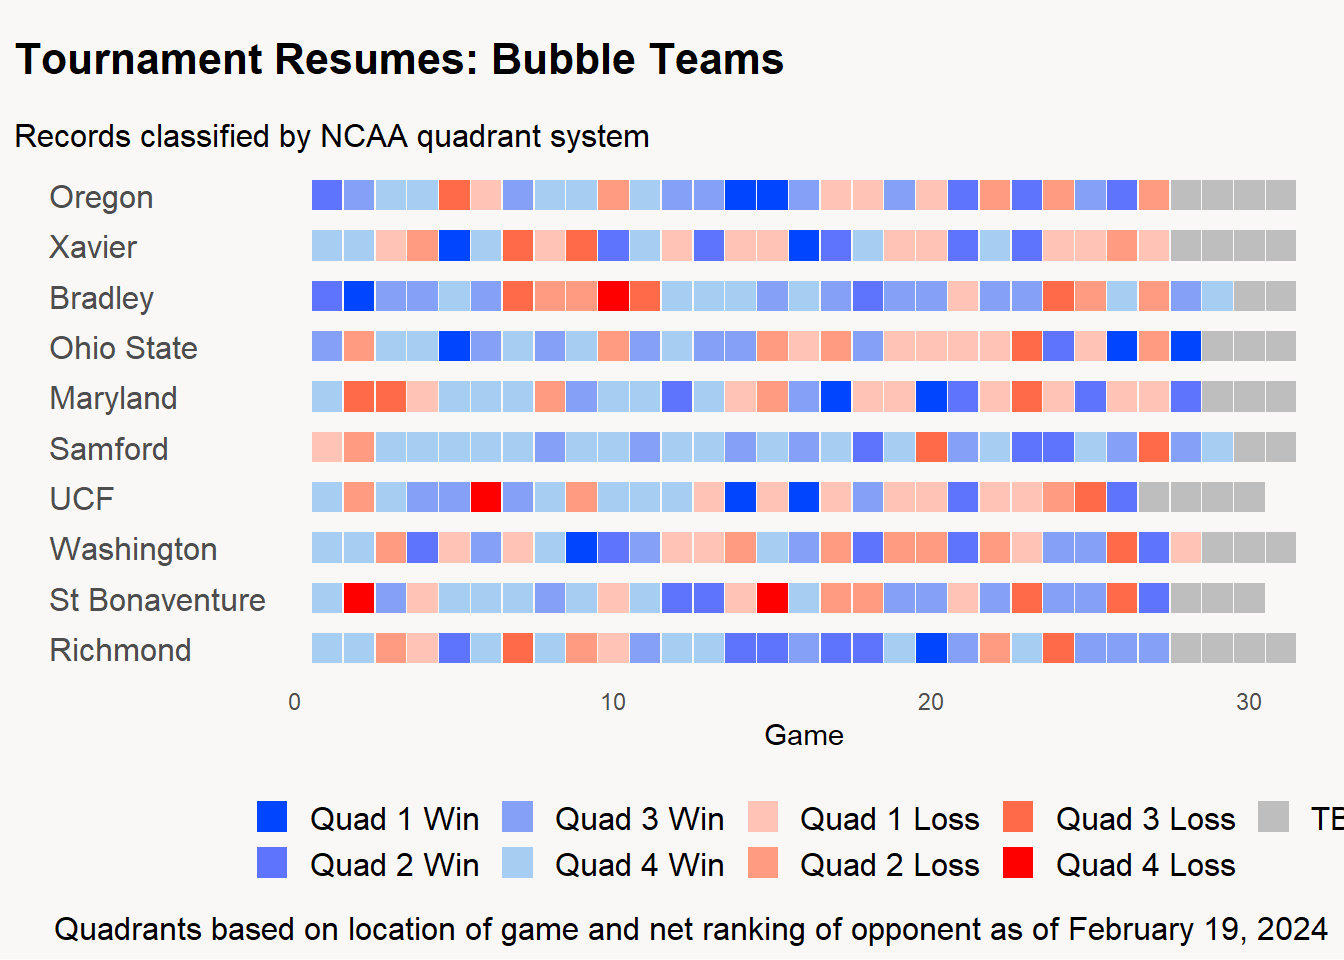 Tournament Resumes: Bubble Teams
Records classified by NCAA quadrant system
Oregon
Xavier
Bradley
Ohio State
Maryland
Samford
UCF
Washington
St Bonaventure
Richmond
0 10 20 30
Game
Quad 1 Win Quad 3 Win Quad 1 Loss Quad 3 Loss
Quad 2 Win Quad 4 Win Quad 2 Loss Quad 4 Loss
Quadrants based on location of game and net ranking of opponent as of February 19, 2024